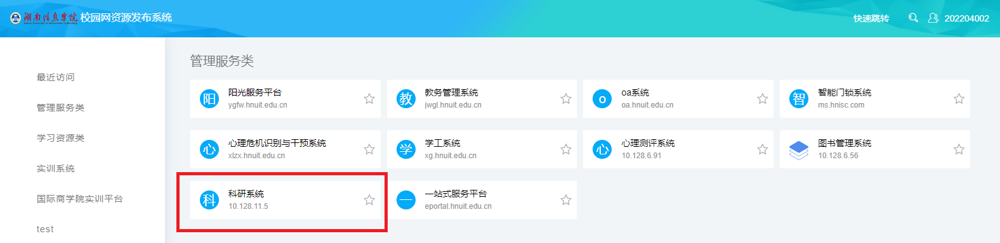 湖南信息学院 校园网资源发布系统
Hunan University of Information Technology
快速跳转
202204002
最近访问
管理服务类
学习资源类
实训系统
国际商学院实训平台
test
管理服务类
阳
阳光服务平台
ygfw.hnuit.edu.cn
教
教务管理系统
jwgl.hnuit.edu.cn
o
oa系统
oa.hnuit.edu.cn
智
智能门锁系统
ms.hnisc.com
心
心理危机识别与干预系统
xlzx.hnuit.edu.cn
学
学工系统
xg.hnuit.edu.cn
心
心理测评系统
10.128.6.91
图书管理系统
10.128.6.56
科
科研系统
10.128.11.5
一
一站式服务平台
eportal.hnuit.edu.cn